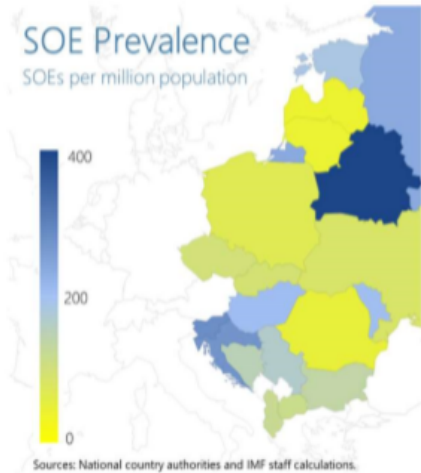 SOE Prevalence
SOEs per million population
400
200
0
Sources: National country authorities and IMF staff calculations.